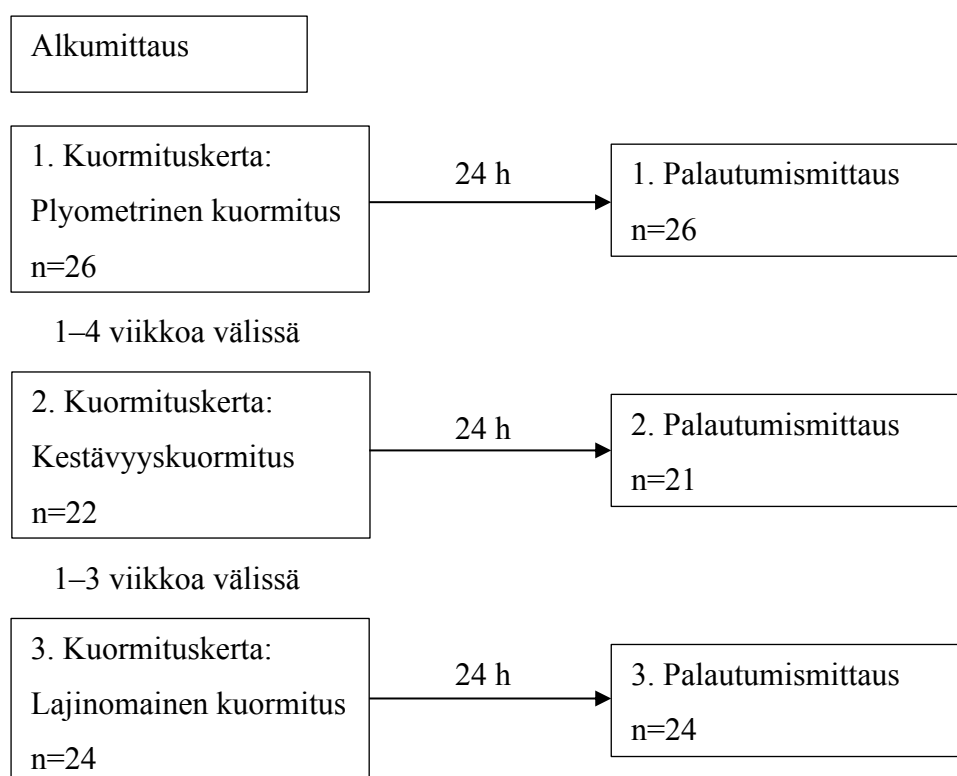 Alkumittaus
1. Kuormituskerta:
Plyometrinen kuormitus
n=26
24 h
1. Palautumismittaus
n=26
1–4 viikkoa välissä
2. Kuormituskerta:
Kestävyyskuormitus
n=22
24 h
2. Palautumismittaus
n=21
1–3 viikkoa välissä
3. Kuormituskerta:
Lajinomainen kuormitus
n=24
24 h
3. Palautumismittaus
n=24